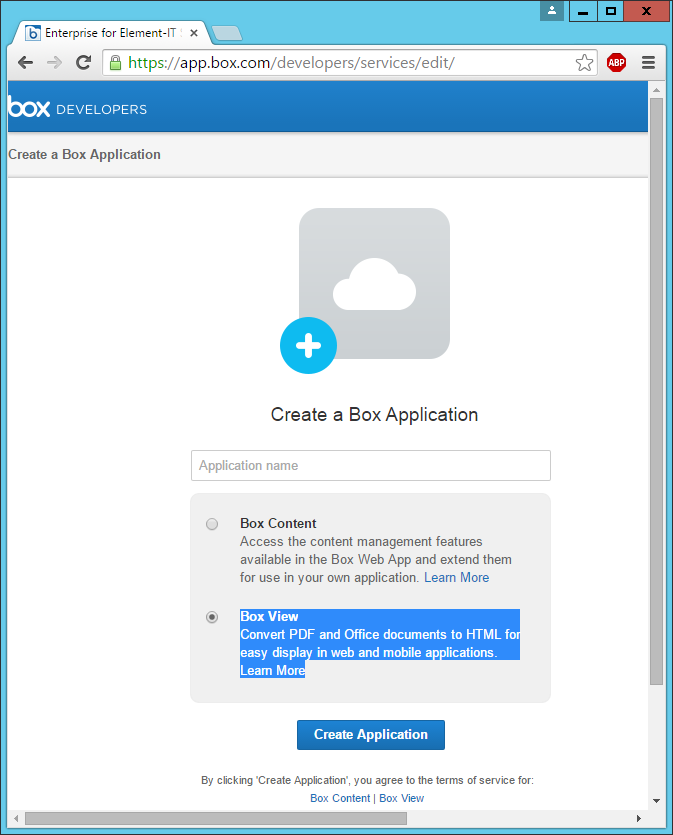 Enterprise for Element-IT
https://app.box.com/developers/services/edit/
ABP
box DEVELOPERS
Create a Box Application
Create a Box Application
Application name
Box Content
Access the content management features
available in the Box Web App and extend them
for use in your own application. Learn More
Box View
Convert PDF and Office documents to HTML for
easy display in web and mobile applications.
Learn More
Create Application
By clicking 'Create Application', you agree to the terms of service for:
Box Content | Box View